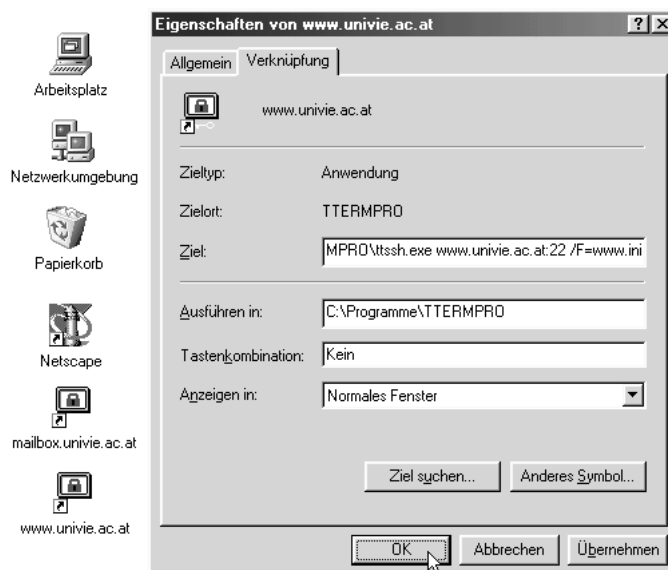 Arbeitsplatz
Netzwerkumgebung
Papierkorb
Netscape
mailbox.univie.ac.at
www.univie.ac.at
Eigenschaften von www.univie.ac.at
Allgemein Verknüpfung
www.univie.ac.at
Zieltyp: Anwendung
Zielort: TTERMPRO
Ziel: MPRO\ttssh.exe www.univie.ac.at:22 /F=www.ini
Ausführen in: C:\Programme\TTERMPRO
Tastenkombination: Kein
Anzeigen in: Normales Fenster
Ziel suchen... Anderes Symbol...
OK Abbrechen Übernehmen